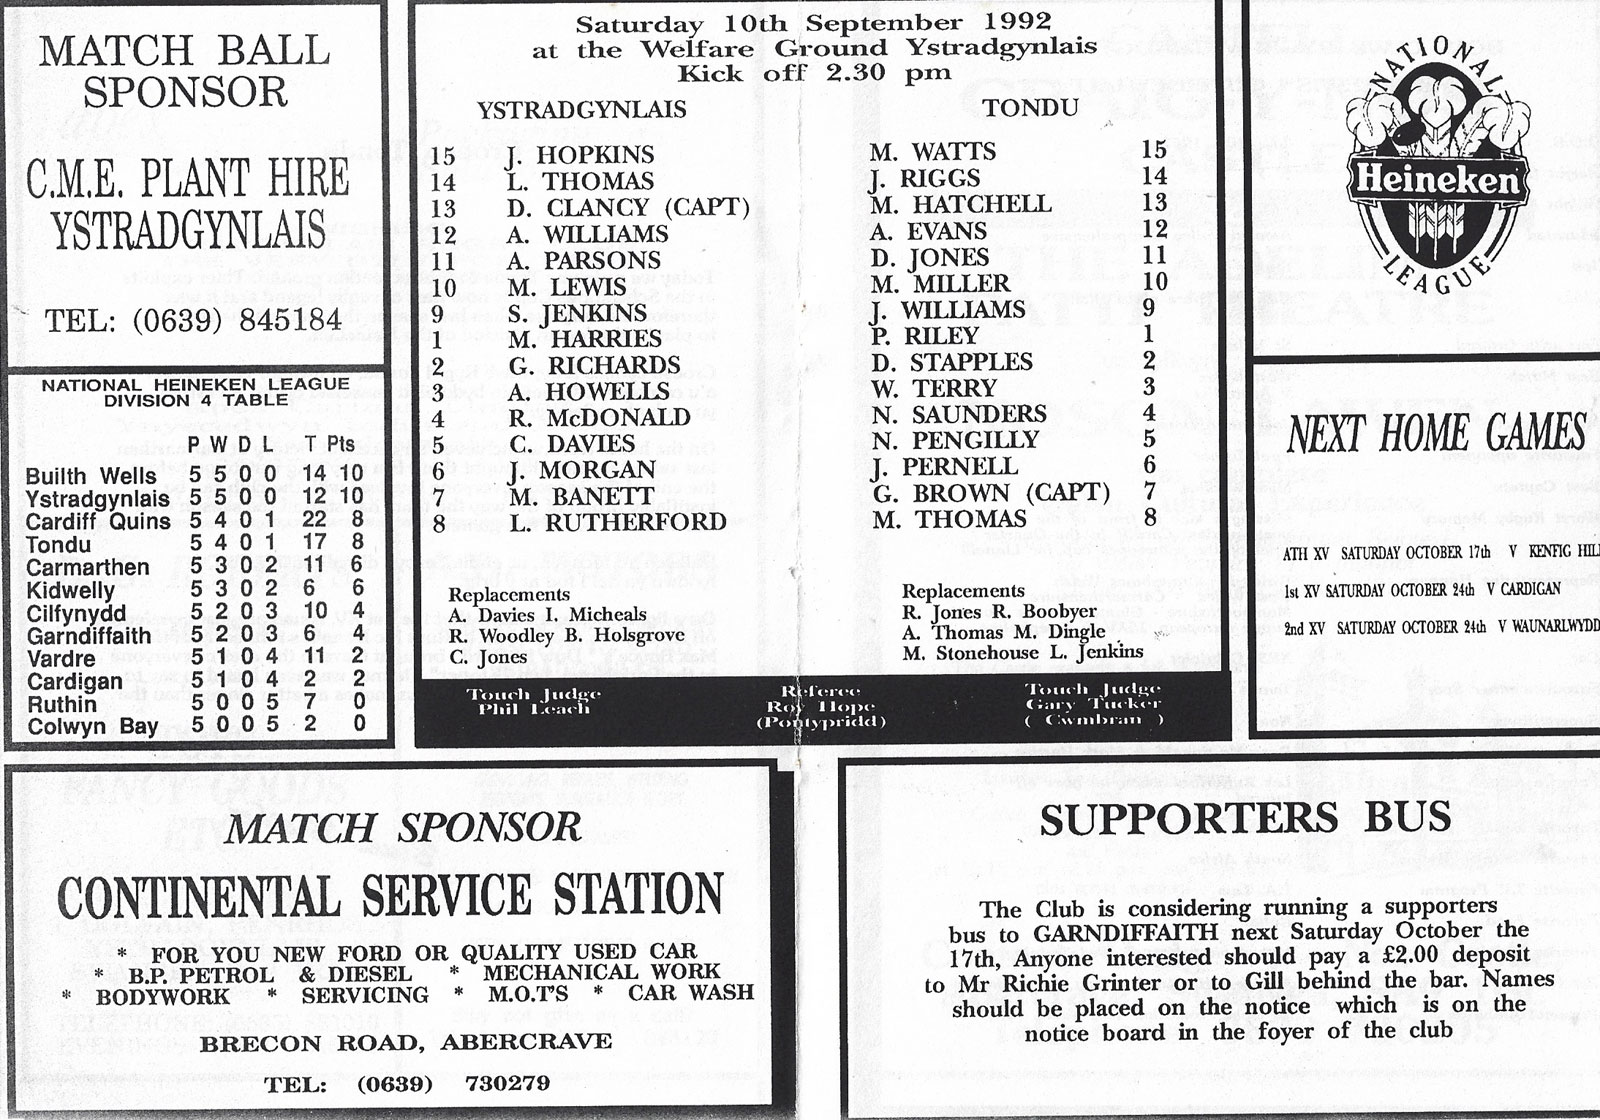 MATCH BALL
SPONSOR
C.M.E. PLANT HIRE
YSTRADGYNLAIS
TEL: (0639) 845184
NATIONAL HEINEKEN LEAGUE
DIVISION 4 TABLE
P W D L T Pts
Builth Wells 5 5 0 0 14 10
Ystradgynlais 5 5 0 0 12 10
Cardiff Quins 5 4 0 1 22 8
Tondu 5 4 0 1 17 8
Carmarthen 5 3 0 2 11 6
Kidwelly 5 3 0 2 6 6
Cilfynydd 5 2 0 3 10 4
Garndiffaith 5 2 0 3 6 4
Vardre 5 1 0 4 11 2
Cardigan 5 1 0 4 2 2
Ruthin 5 0 0 5 7 0
Colwyn Bay 5 0 0 5 2 0
Saturday 10th September 1992
at the Welfare Ground Ystradgynlais
Kick off 2.30 pm
YSTRADGYNLAIS
15 J. HOPKINS
14 L. THOMAS
13 D. CLANCY (CAPT)
12 A. WILLIAMS
11 A. PARSONS
10 M. LEWIS
9 S. JENKINS
1 M. HARRIES
2 G. RICHARDS
3 A. HOWELLS
4 R. McDONALD
5 C. DAVIES
6 J. MORGAN
7 M. BANETT
8 L. RUTHERFORD
Replacements
A. Davies I. Micheals
R. Woodley B. Holsgrove
C. Jones
TONDU
M. WATTS 15
J. RIGGS 14
M. HATCHELL 13
A. EVANS 12
D. JONES 11
M. MILLER 10
J. WILLIAMS 9
P. RILEY 1
D. STAPPLES 2
W. TERRY 3
N. SAUNDERS 4
N. PENGILLY 5
J. PERNELL 6
G. BROWN (CAPT) 7
M. THOMAS 8
Replacements
R. Jones R. Boobyer
A. Thomas M. Dingle
M. Stonehouse L. Jenkins
Touch Judge
Phil Leach
Referee
Roy Hope
(Pontypridd)
Touch Judge
Gary Tucker
( Cwmbran )
NATIONAL
Heineken
LEAGUE
NEXT HOME GAMES
ATH XV SATURDAY OCTOBER 17th V KENFIG HIL
1st XV SATURDAY OCTOBER 24th V CARDIGAN
2nd XV SATURDAY OCTOBER 24th V WAUNARLWYDD
MATCH SPONSOR
CONTINENTAL SERVICE STATION
* FOR YOU NEW FORD OR QUALITY USED CAR
* B.P. PETROL & DIESEL * MECHANICAL WORK
* BODYWORK * SERVICING * M.O.T'S * CAR WASH
BRECON ROAD, ABERCRAVE
TEL: (0639) 730279
SUPPORTERS BUS
The Club is considering running a supporters
bus to GARNDIFFAITH next Saturday October the
17th, Anyone interested should pay a £2.00 deposit
to Mr Richie Grinter or to Gill behind the bar. Names
should be placed on the notice which is on the
notice board in the foyer of the club